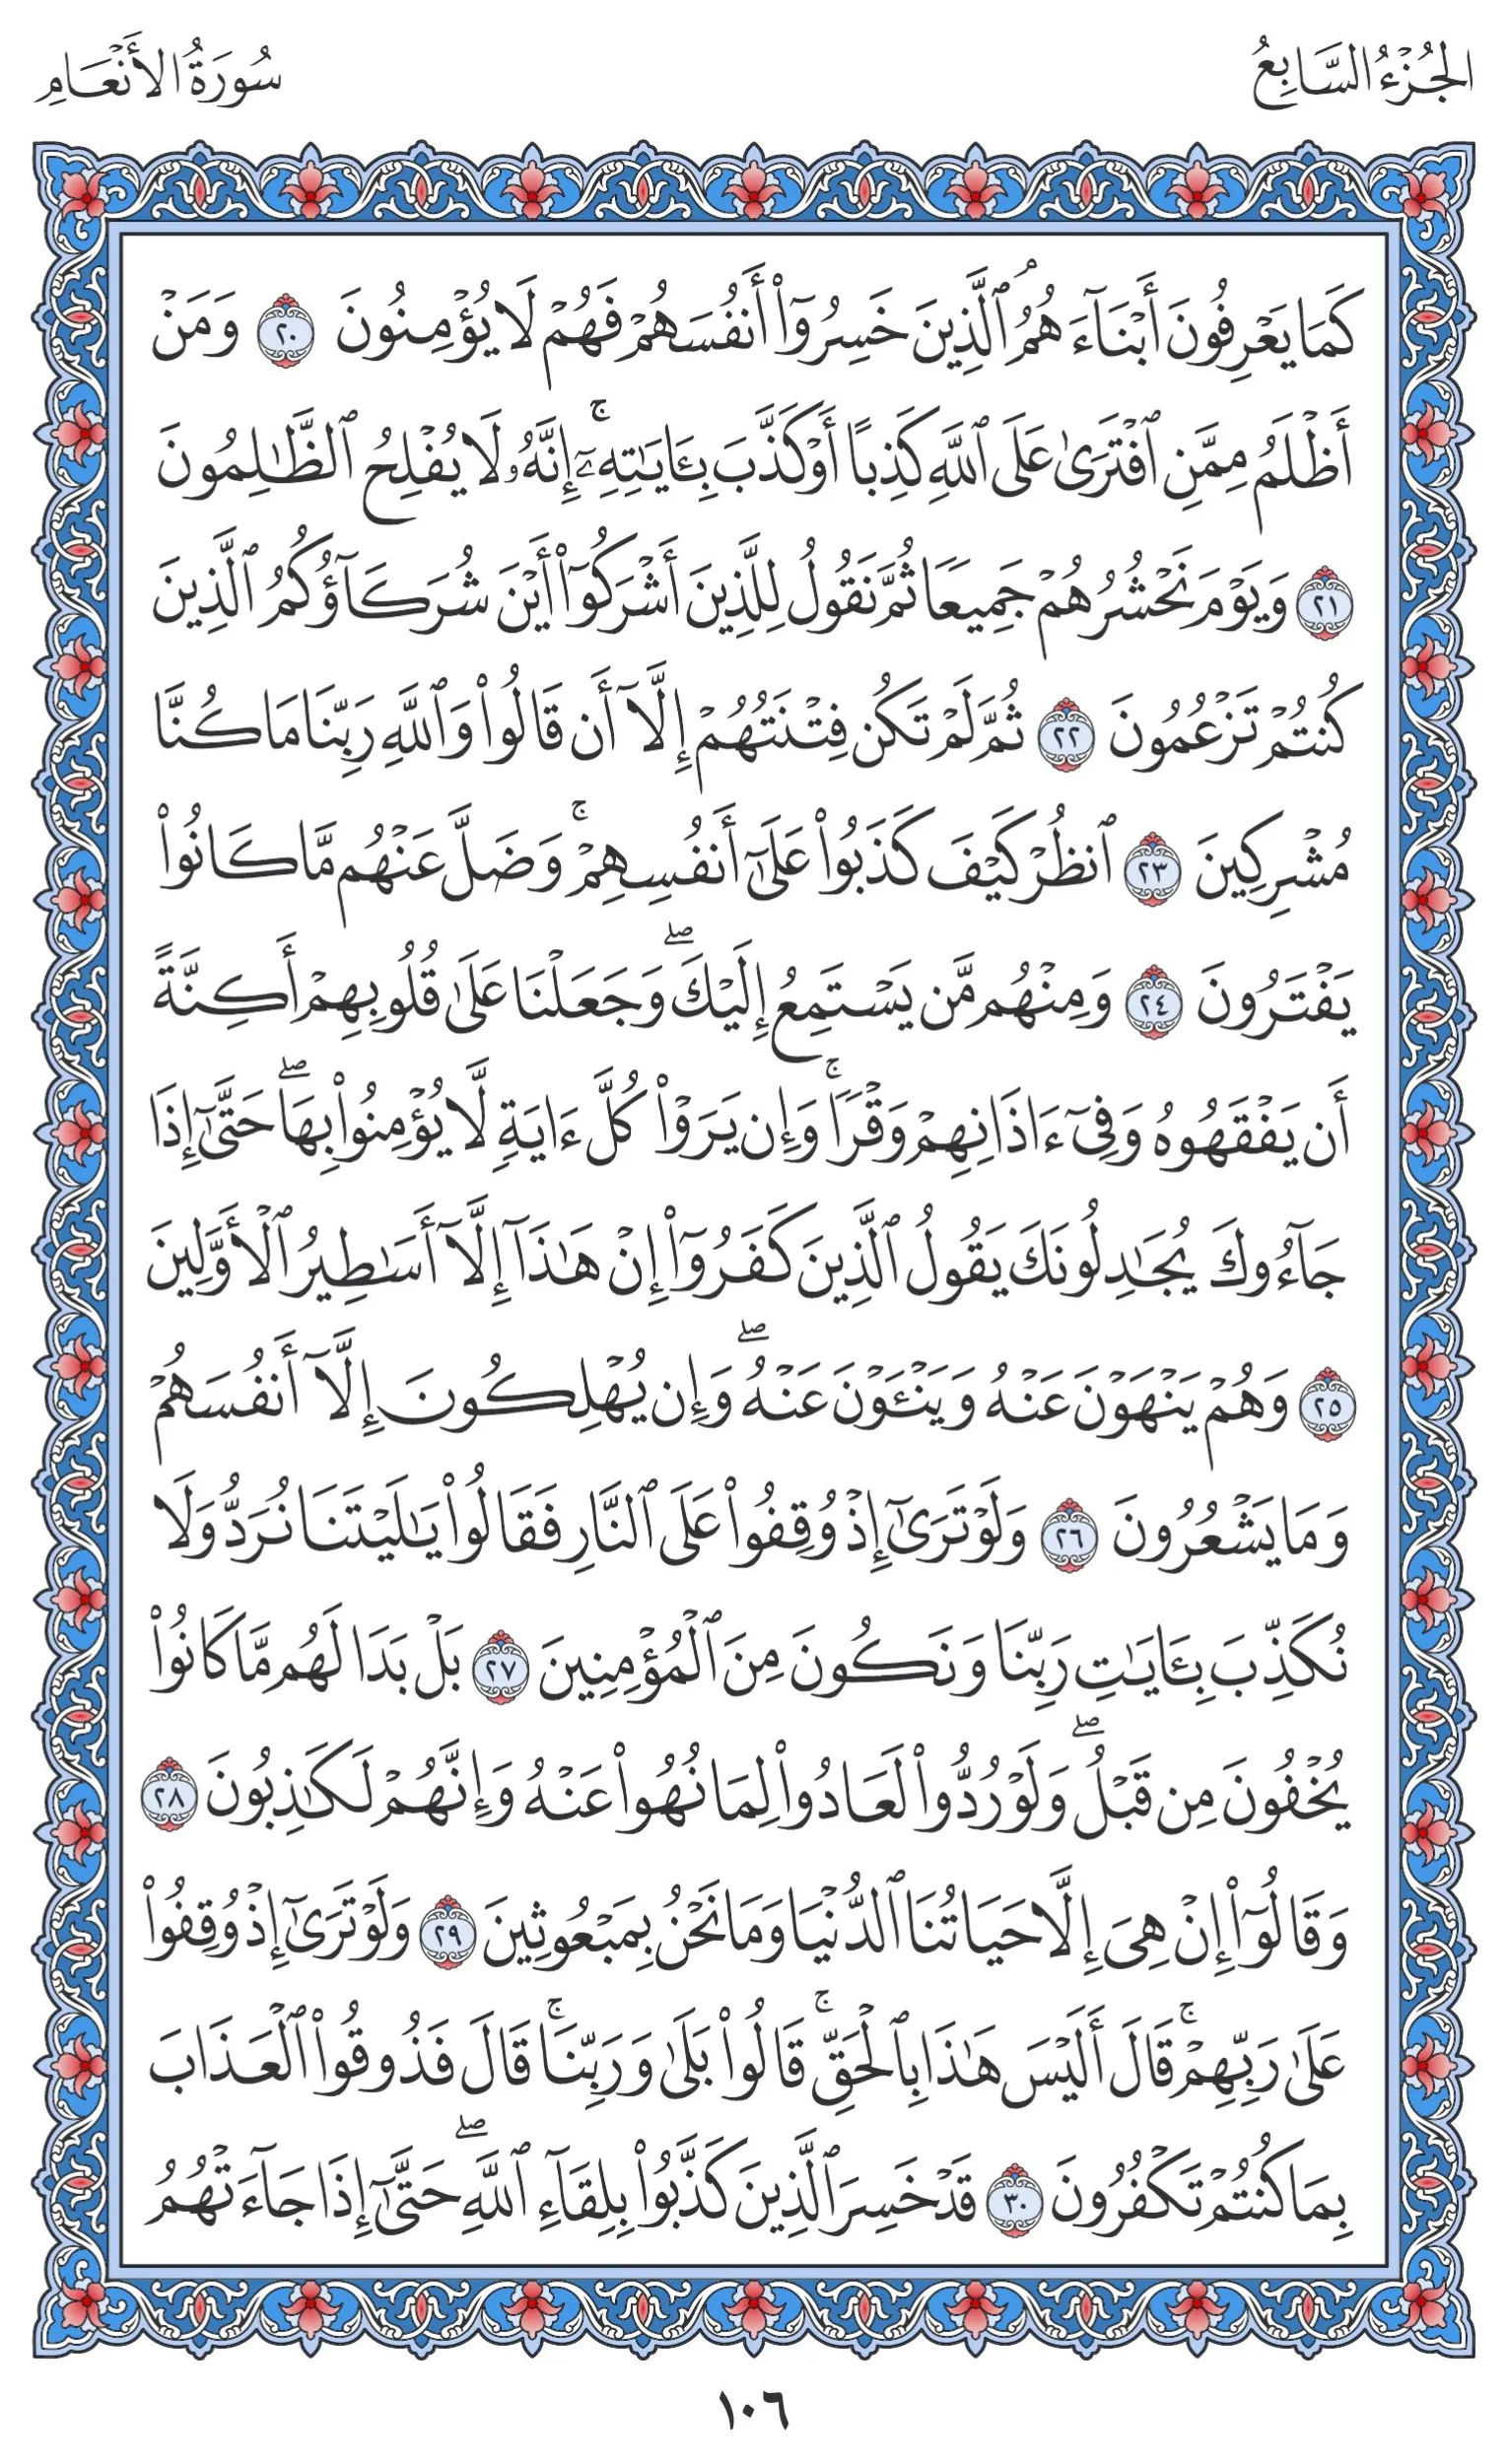 الجُزْءُ السَّابِعُ
سُورَةُ الأَنْعَامِ
كَمَا يَعْرِفُونَ أَبْنَآءَهُمُۘ ٱلَّذِينَ خَسِرُوٓا۟ أَنفُسَهُمْ فَهُمْ لَا يُؤْمِنُونَ ٢٠ وَمَنْ
أَظْلَمُ مِمَّنِ ٱفْتَرَىٰ عَلَى ٱللَّهِ كَذِبًا أَوْ كَذَّبَ بِـَٔايَـٰتِهِۦٓۚ إِنَّهُۥ لَا يُفْلِحُ ٱلظَّـٰلِمُونَ
٢١ وَيَوْمَ نَحْشُرُهُمْ جَمِيعًا ثُمَّ نَقُولُ لِلَّذِينَ أَشْرَكُوٓا۟ أَيْنَ شُرَكَآؤُكُمُ ٱلَّذِينَ
كُنتُمْ تَزْعُمُونَ ٢٢ ثُمَّ لَمْ تَكُن فِتْنَتُهُمْ إِلَّآ أَن قَالُوا۟ وَٱللَّهِ رَبِّنَا مَا كُنَّا
مُشْرِكِينَ ٢٣ ٱنظُرْ كَيْفَ كَذَبُوا۟ عَلَىٰٓ أَنفُسِهِمْۚ وَضَلَّ عَنْهُم مَّا كَانُوا۟
يَفْتَرُونَ ٢٤ وَمِنْهُم مَّن يَسْتَمِعُ إِلَيْكَۖ وَجَعَلْنَا عَلَىٰ قُلُوبِهِمْ أَكِنَّةً
أَن يَفْقَهُوهُ وَفِىٓ ءَاذَانِهِمْ وَقْرًاۚ وَإِن يَرَوْا۟ كُلَّ ءَايَةٍ لَّا يُؤْمِنُوا۟ بِهَاۖ حَتَّىٰٓ إِذَا
جَآءُوكَ يُجَـٰدِلُونَكَ يَقُولُ ٱلَّذِينَ كَفَرُوٓا۟ إِنْ هَـٰذَآ إِلَّآ أَسَـٰطِيرُ ٱلْأَوَّلِينَ
٢٥ وَهُمْ يَنْهَوْنَ عَنْهُ وَيَنْـَٔوْنَ عَنْهُۖ وَإِن يُهْلِكُونَ إِلَّآ أَنفُسَهُمْ
وَمَا يَشْعُرُونَ ٢٦ وَلَوْ تَرَىٰٓ إِذْ وُقِفُوا۟ عَلَى ٱلنَّارِ فَقَالُوا۟ يَـٰلَيْتَنَا نُرَدُّ وَلَا
نُكَذِّبَ بِـَٔايَـٰتِ رَبِّنَا وَنَكُونَ مِنَ ٱلْمُؤْمِنِينَ ٢٧ بَلْ بَدَا لَهُم مَّا كَانُوا۟
يُخْفُونَ مِن قَبْلُۖ وَلَوْ رُدُّوا۟ لَعَادُوا۟ لِمَا نُهُوا۟ عَنْهُ وَإِنَّهُمْ لَكَـٰذِبُونَ ٢٨
وَقَالُوٓا۟ إِنْ هِىَ إِلَّا حَيَاتُنَا ٱلدُّنْيَا وَمَا نَحْنُ بِمَبْعُوثِينَ ٢٩ وَلَوْ تَرَىٰٓ إِذْ وُقِفُوا۟
عَلَىٰ رَبِّهِمْۚ قَالَ أَلَيْسَ هَـٰذَا بِٱلْحَقِّۚ قَالُوا۟ بَلَىٰ وَرَبِّنَاۚ قَالَ فَذُوقُوا۟ ٱلْعَذَابَ
بِمَا كُنتُمْ تَكْفُرُونَ ٣٠ قَدْ خَسِرَ ٱلَّذِينَ كَذَّبُوا۟ بِلِقَآءِ ٱللَّهِۖ حَتَّىٰٓ إِذَا جَآءَتْهُمُ
١٠٦